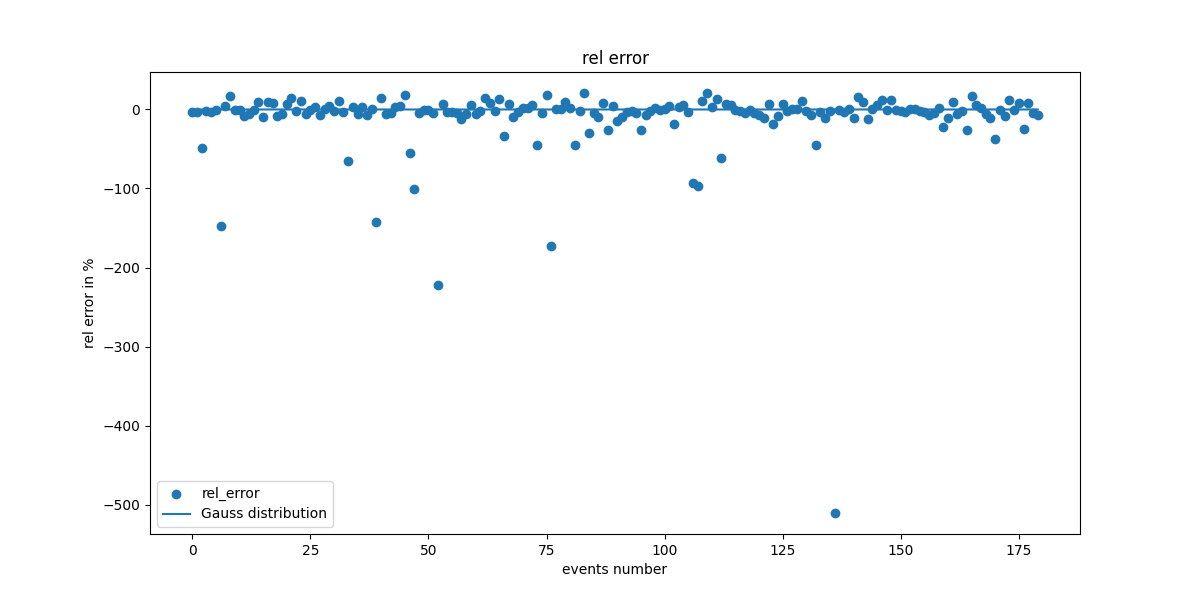 rel error
0
−100
−200
−300
−400
−500
rel error in %
rel_error
Gauss distribution
0 25 50 75 100 125 150 175
events number